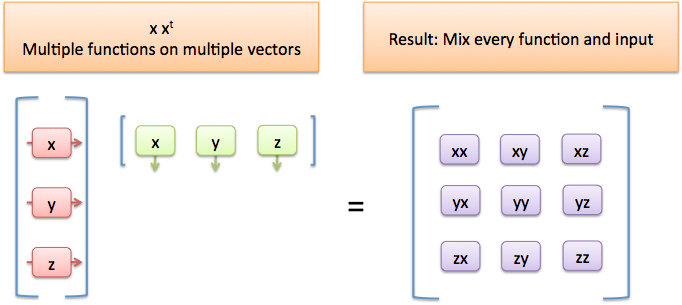 x xᵗ
Multiple functions on multiple vectors
Result: Mix every function and input
x
y
z
x y z
=
xx xy xz
yx yy yz
zx zy zz